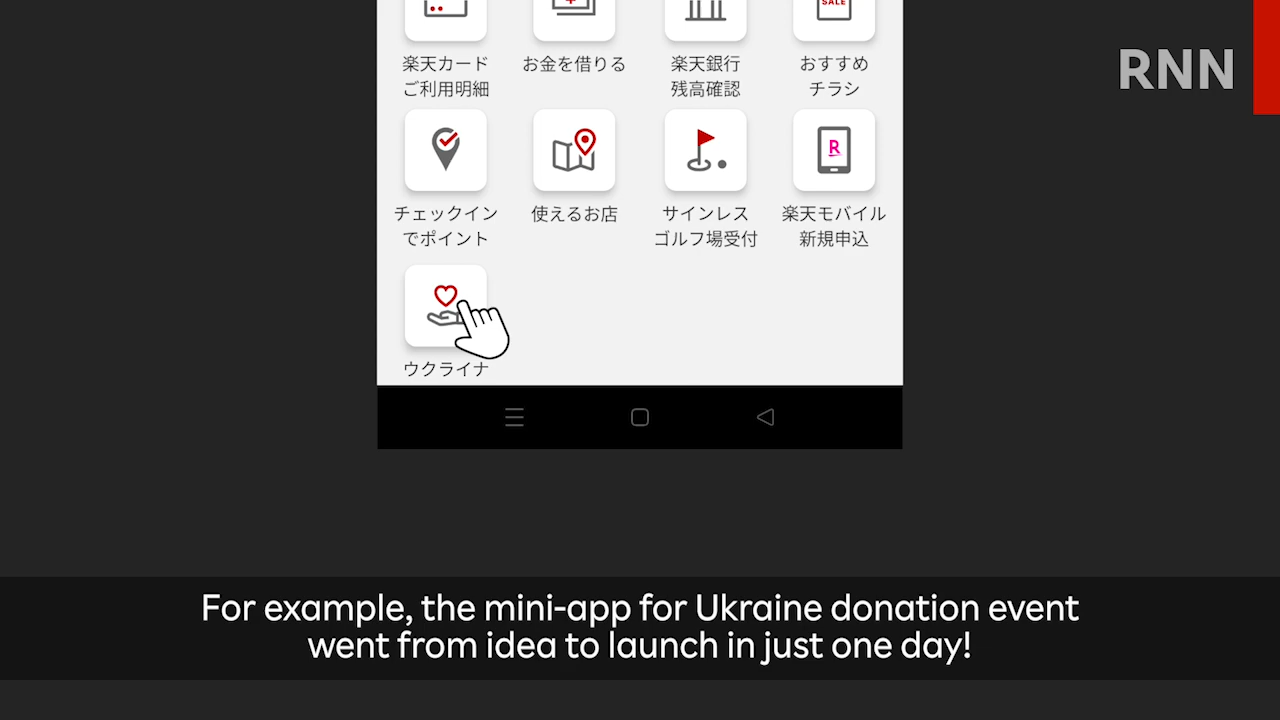 SALE
RNN
楽天カード
ご利用明細
お金を借りる
楽天銀行
残高確認
おすすめ
チラシ
R
チェックイン
でポイント
使えるお店
サインレス
ゴルフ場受付
楽天モバイル
新規申込
ウクライナ
For example, the mini-app for Ukraine donation event
went from idea to launch in just one day!